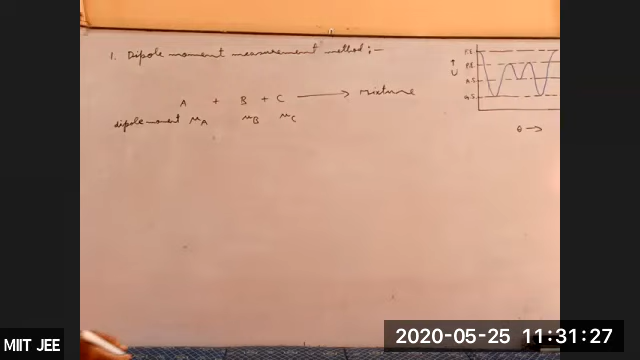 1. Dipole moment measurement method :-
F.E.
P.E.
A.S.
G.S.
↑
U
θ →
A + B + C → mixture
dipole moment μA μB μC
MIIT JEE
2020-05-25 11:31:27